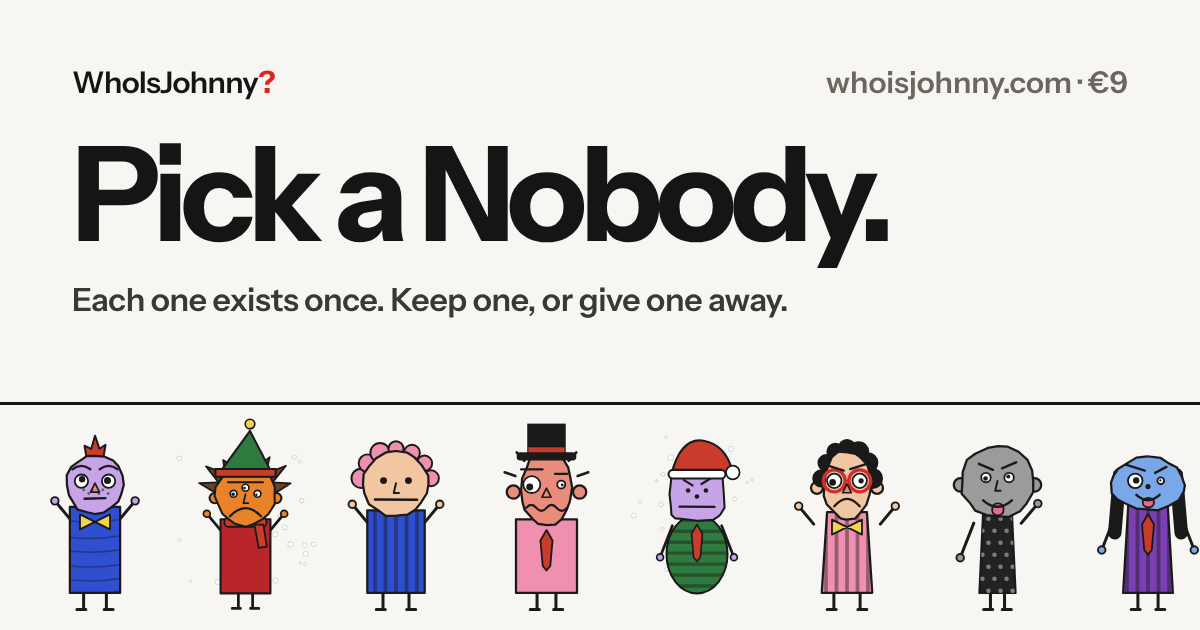 WhoIsJohnny?
whoisjohnny.com · €9
Pick a Nobody.
Each one exists once. Keep one, or give one away.